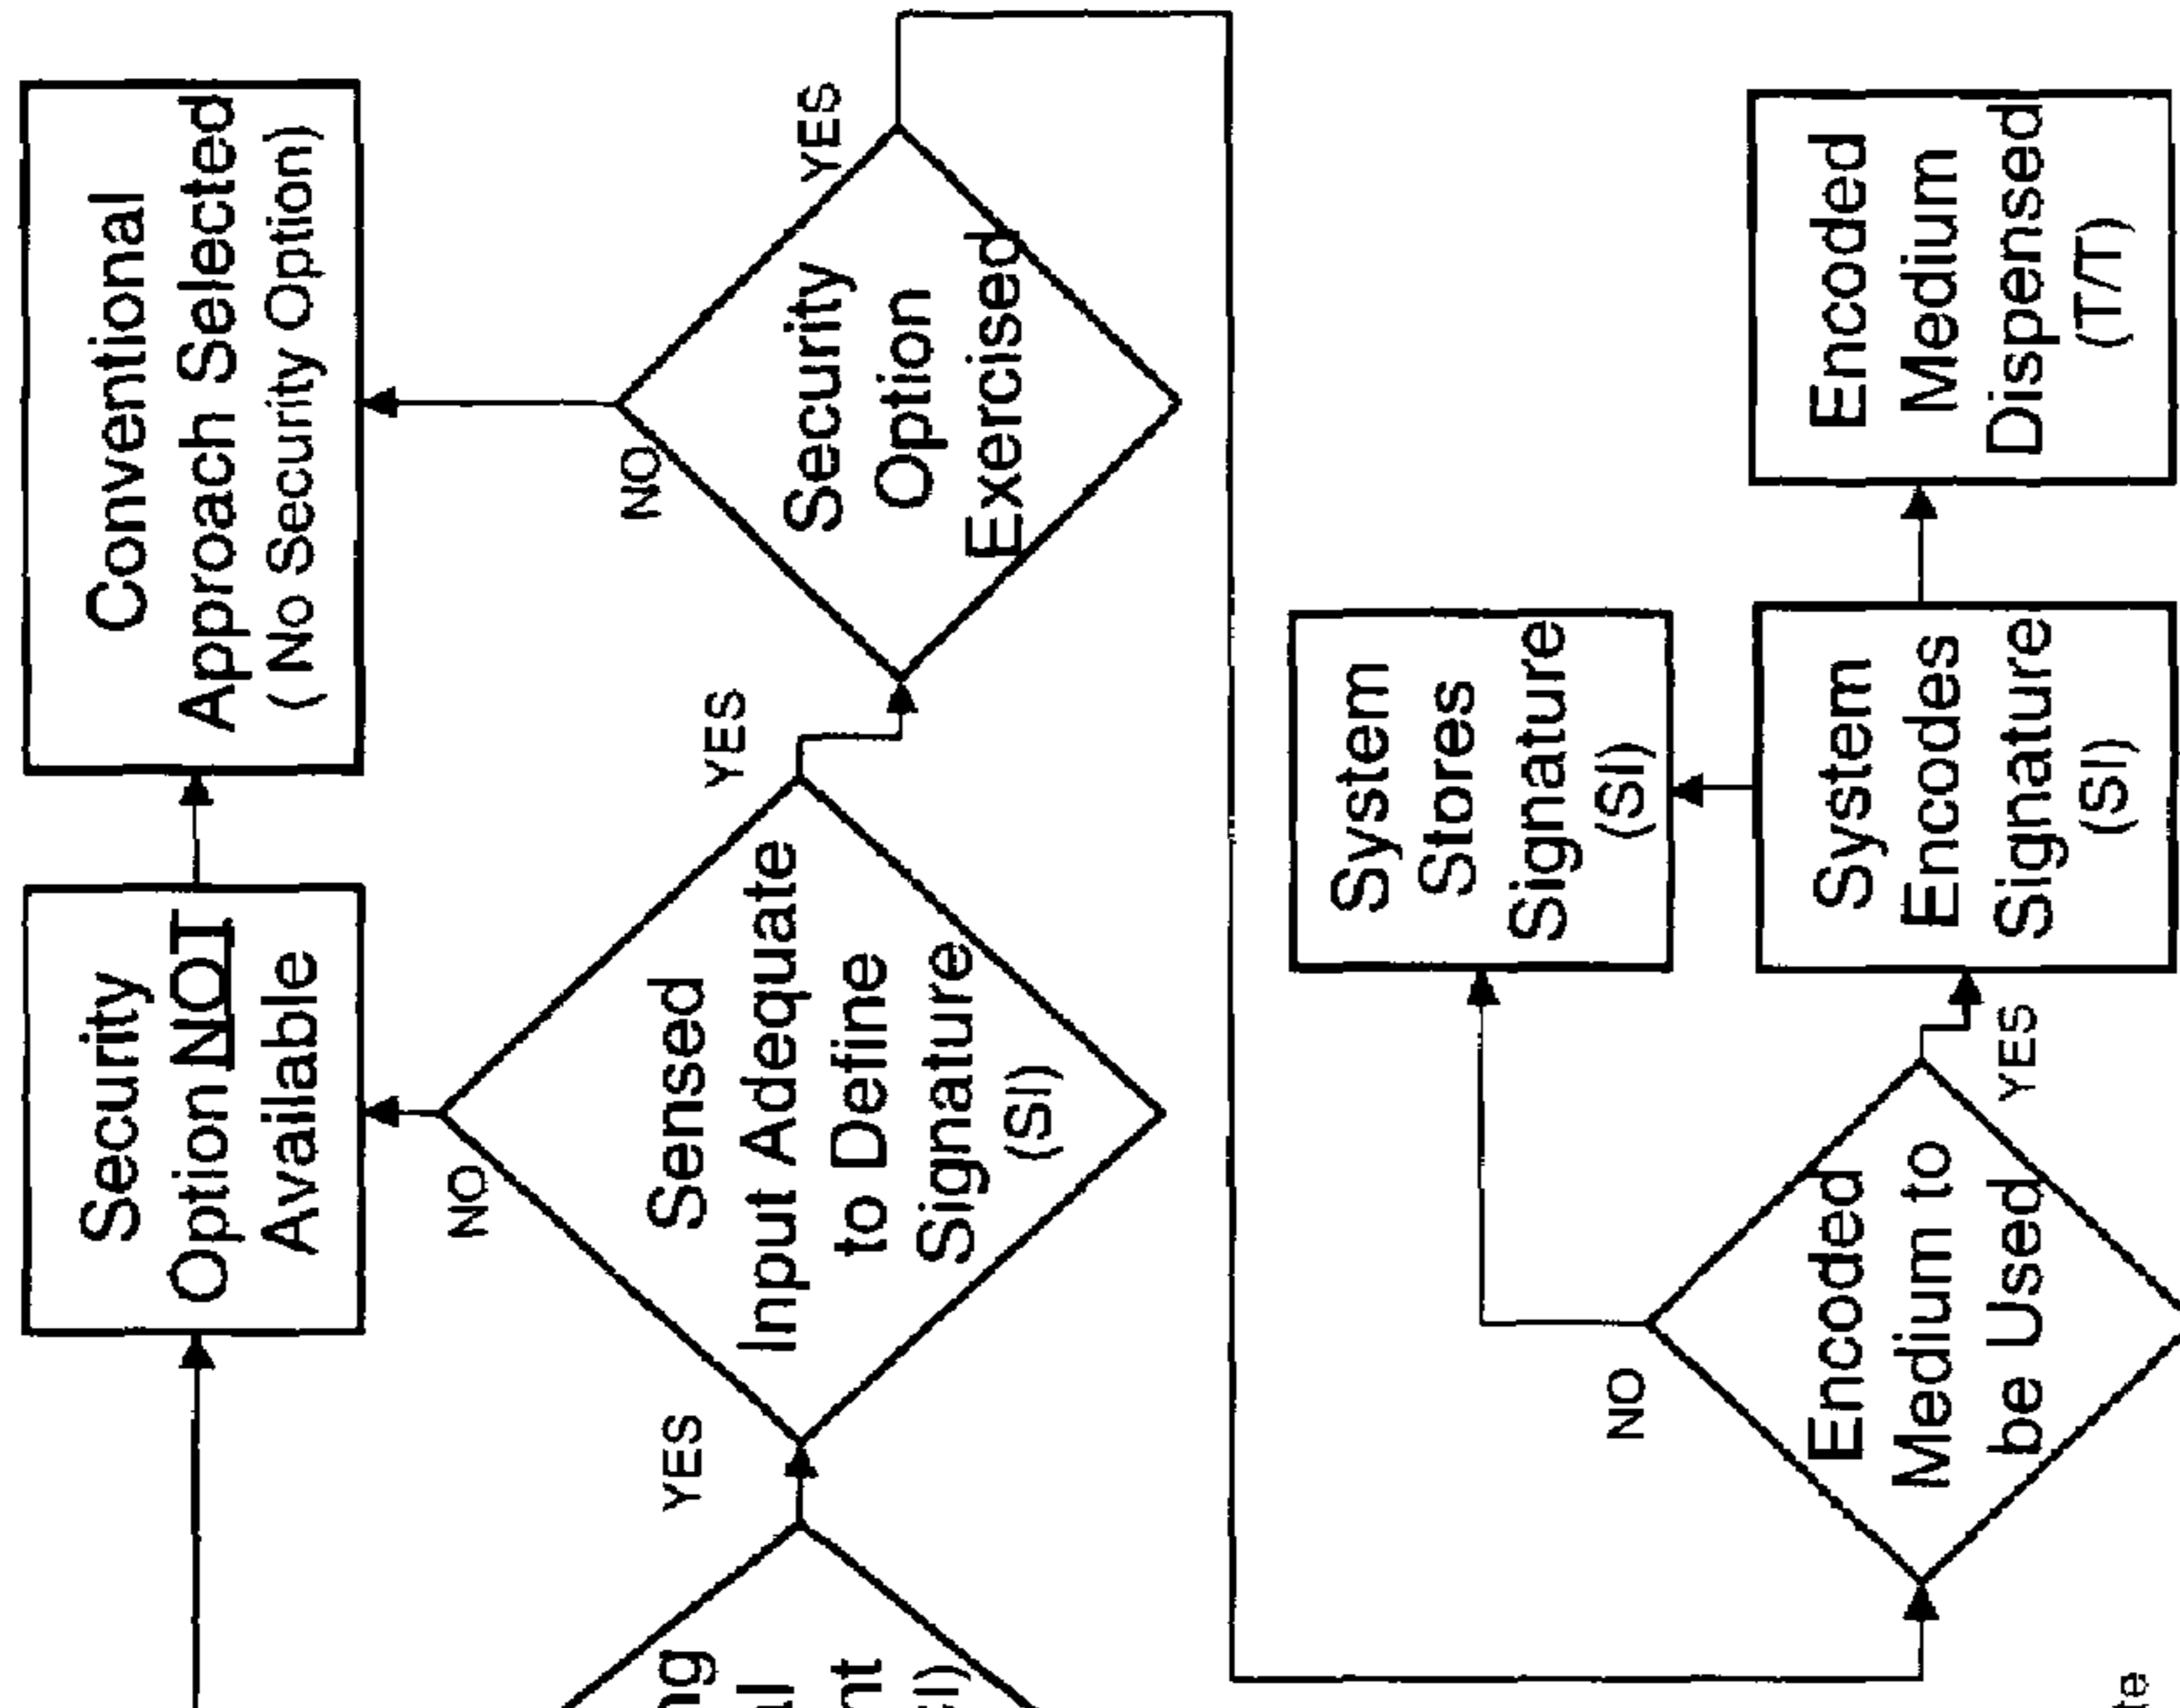 Security
Option NOT
Available
Conventional
Approach Selected
( No Security Option)
NO
NO
YES
Sensed
Input Adequate
to Define
Signature
(SI)
YES
Security
Option
Exercised
YES
System
Stores
Signature
(SI)
NO
Encoded
Medium to
be Used
YES
System
Encodes
Signature
(SI)
Encoded
Medium
Dispensed
(T/T)